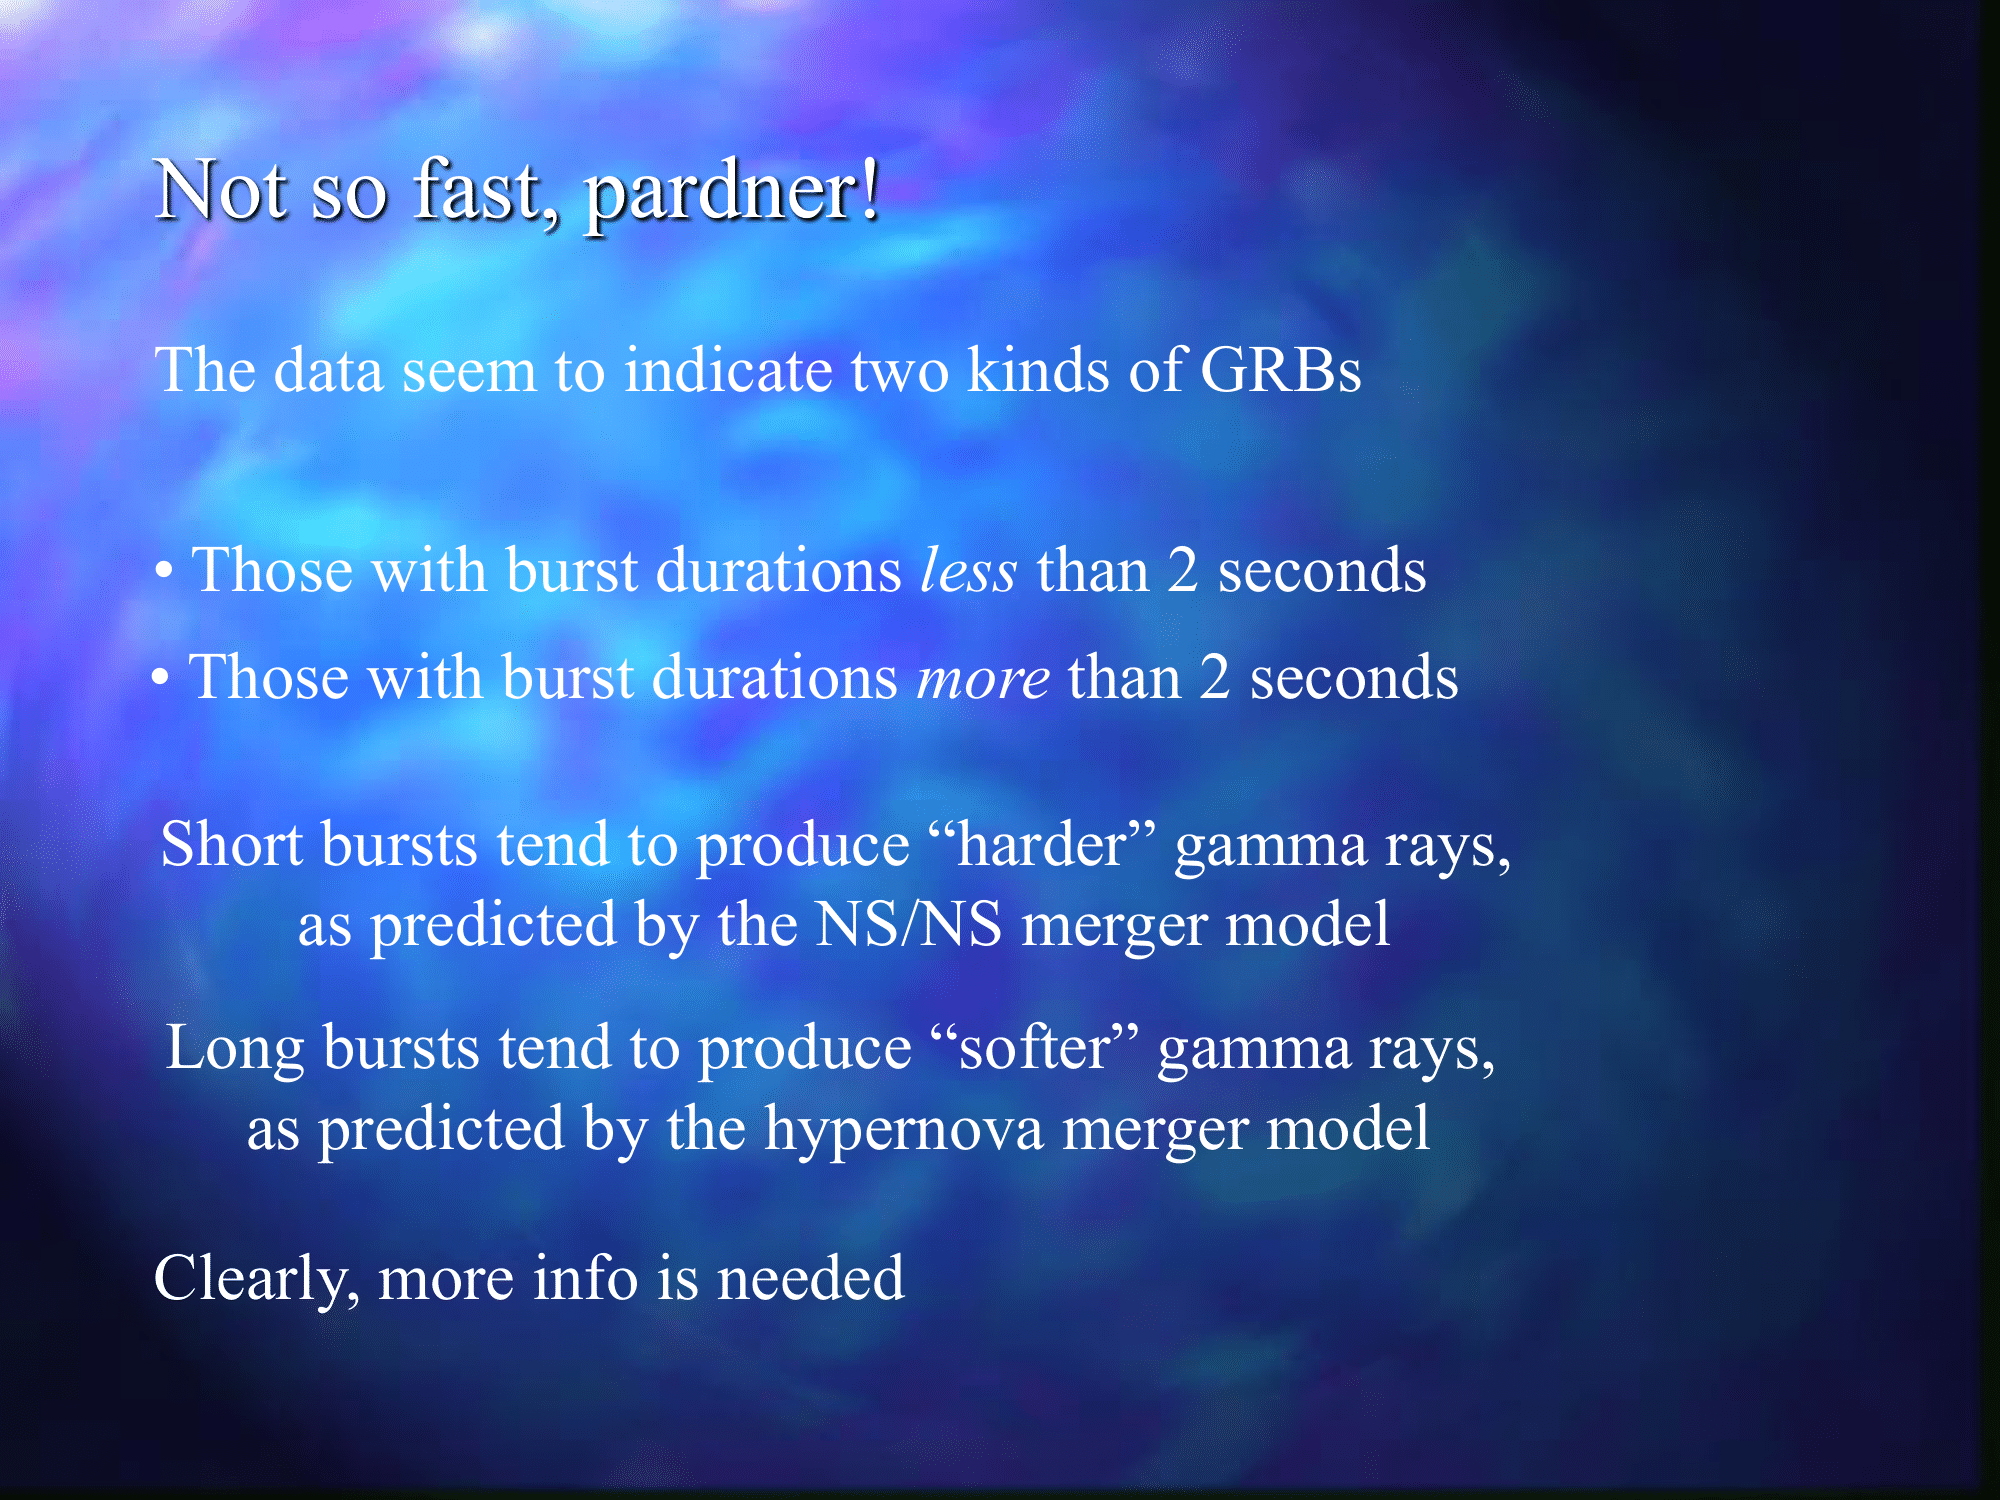 Not so fast, pardner!
The data seem to indicate two kinds of GRBs
• Those with burst durations less than 2 seconds
• Those with burst durations more than 2 seconds
Short bursts tend to produce “harder” gamma rays,
as predicted by the NS/NS merger model
Long bursts tend to produce “softer” gamma rays,
as predicted by the hypernova merger model
Clearly, more info is needed